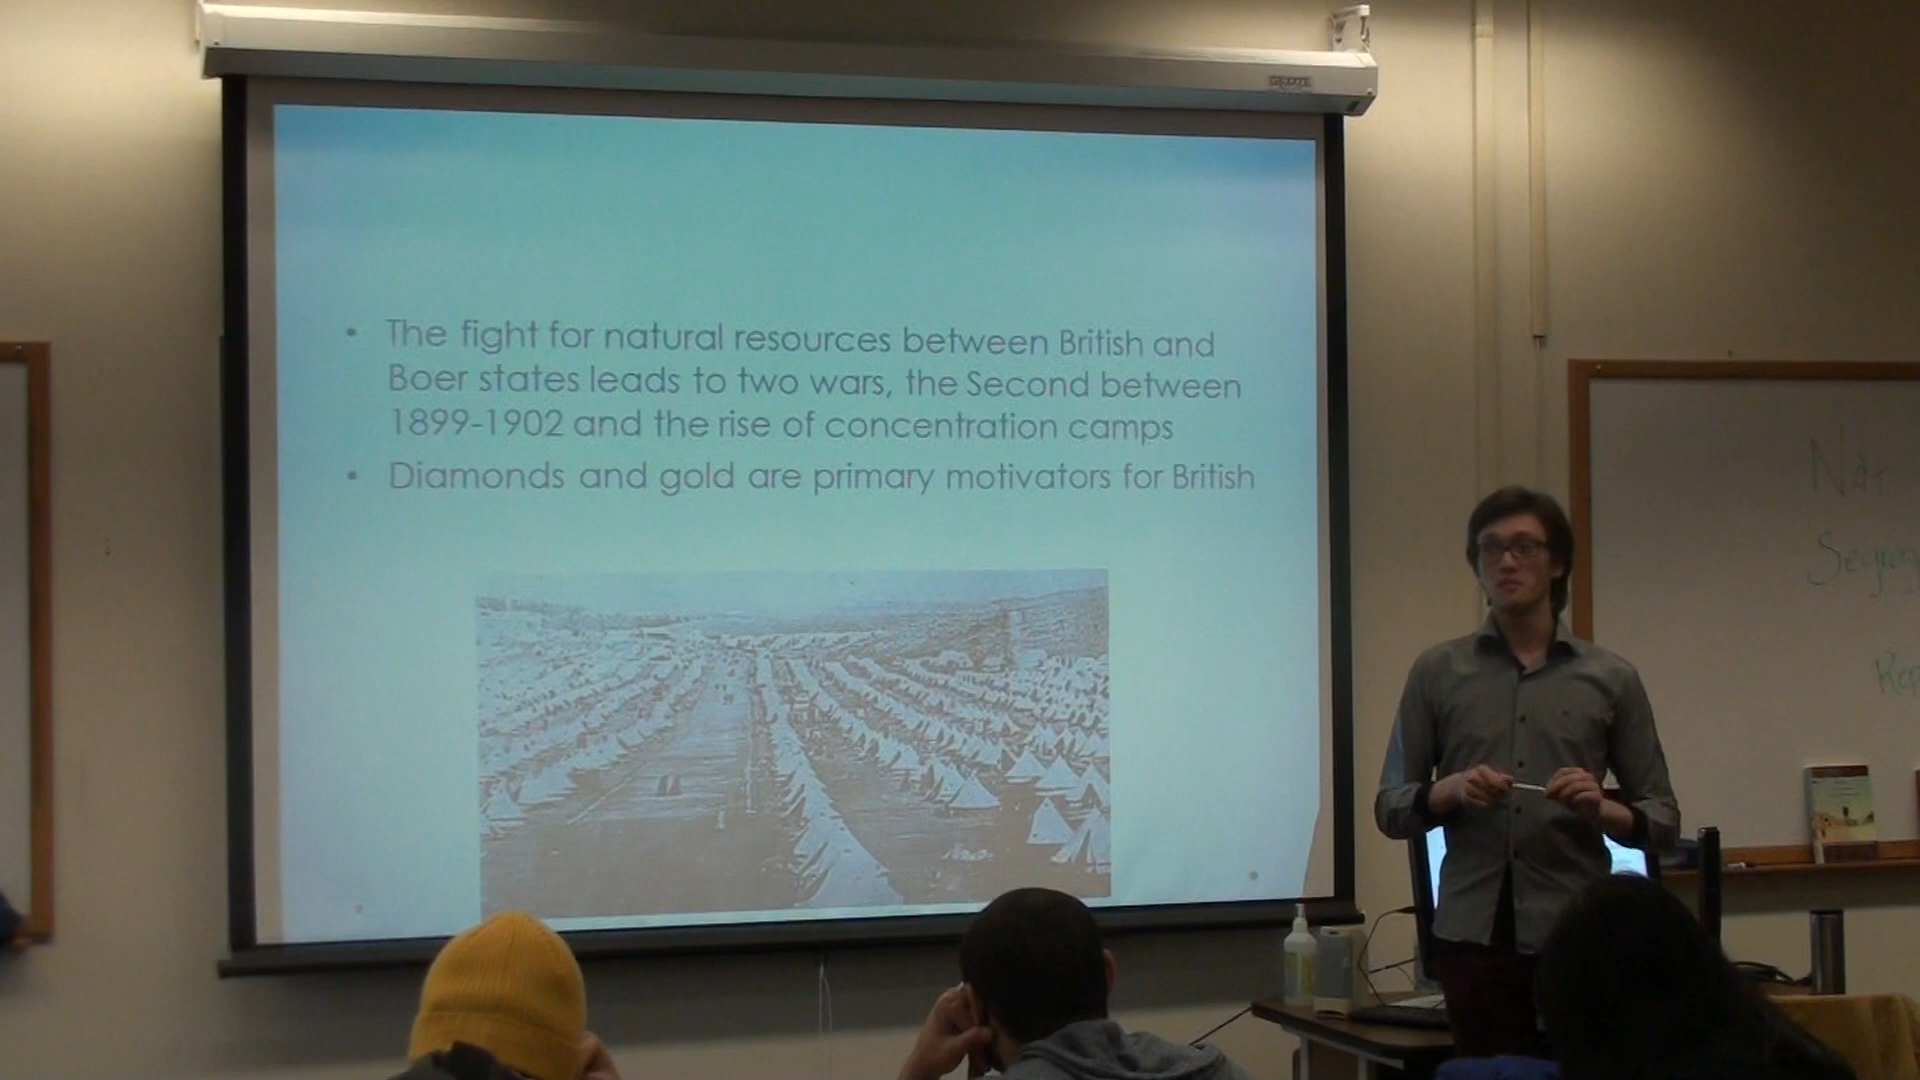 • The fight for natural resources between British and
Boer states leads to two wars, the Second between
1899-1902 and the rise of concentration camps
• Diamonds and gold are primary motivators for British